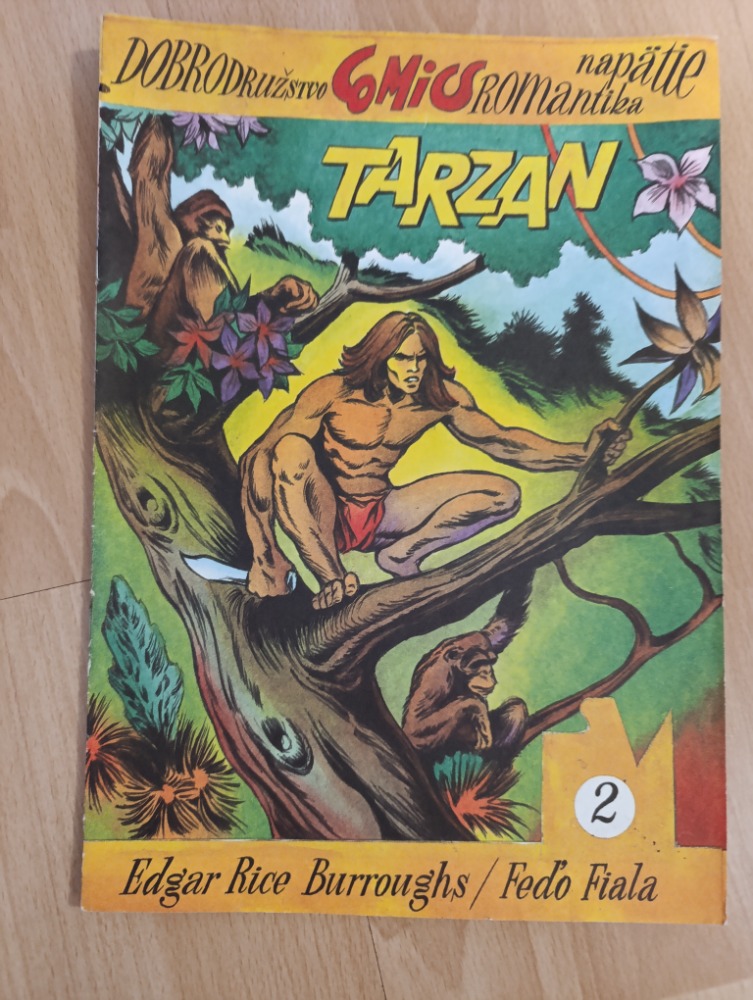 DOBRODRUŽSTVO COMICS ROMANtika napätie
TARZAN
2
Edgar Rice Burroughs / Feďo Fiala